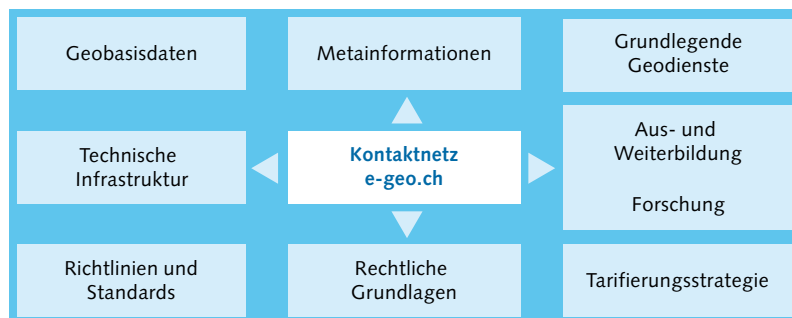 Geobasisdaten
Metainformationen
Grundlegende
Geodienste
Technische
Infrastruktur
Kontaktnetz
e-geo.ch
Aus- und
Weiterbildung
Forschung
Richtlinien und
Standards
Rechtliche
Grundlagen
Tarifierungsstrategie